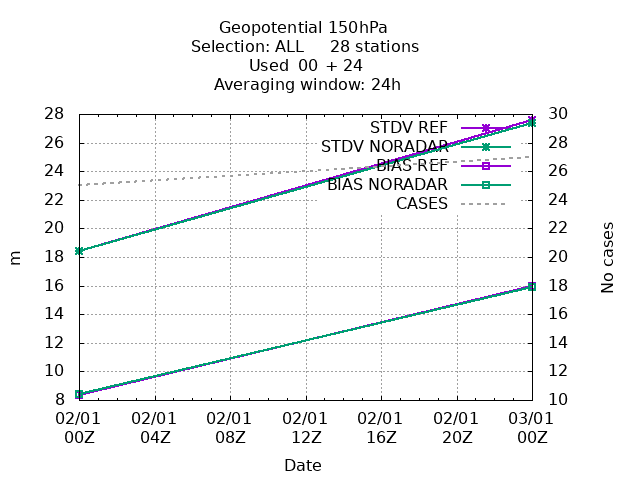 Geopotential 150hPa
Selection: ALL 28 stations
Used 00 + 24
Averaging window: 24h
28
26
24
22
20
18
16
14
12
10
8
m
30
28
26
24
22
20
18
16
14
12
10
No cases
STDV REF
STDV NORADAR
BIAS REF
BIAS NORADAR
CASES
02/01 02/01 02/01 02/01 02/01 02/01 03/01
00Z 04Z 08Z 12Z 16Z 20Z 00Z
Date